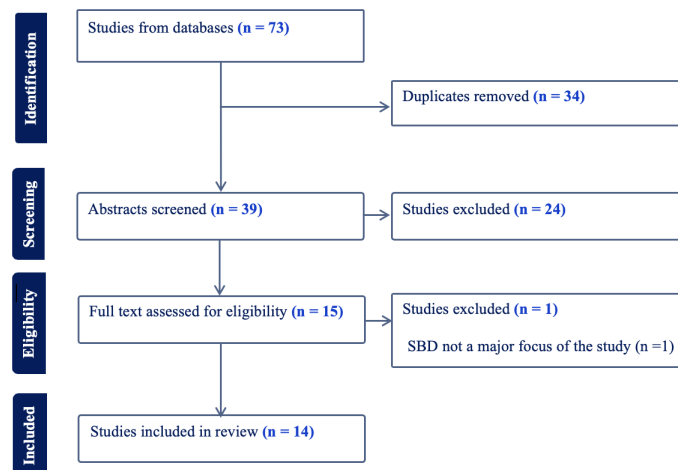 Identification
Studies from databases (n = 73)
Duplicates removed (n = 34)
Screening
Abstracts screened (n = 39)
Studies excluded (n = 24)
Eligibility
Full text assessed for eligibility (n = 15)
Studies excluded (n = 1)
SBD not a major focus of the study (n =1)
Included
Studies included in review (n = 14)